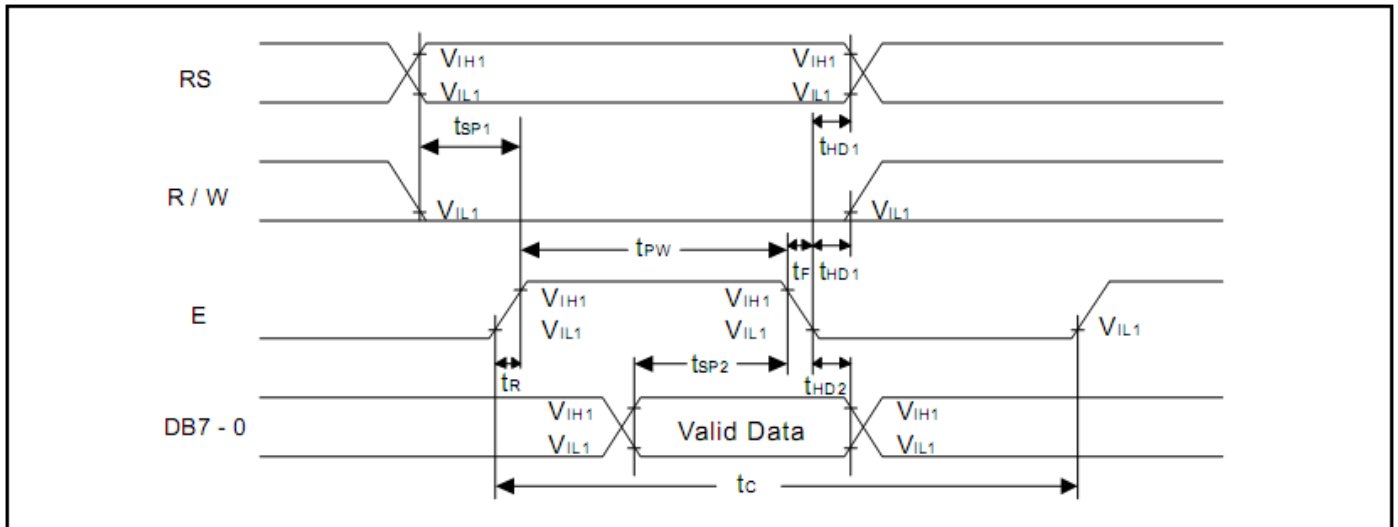 RS
VIH1 VIH1
VIL1 VIL1
tSP1 tHD1
R / W
VIL1 VIL1
tPW tF tHD1
E
VIH1 VIH1
VIL1 VIL1 VIL1
tR tSP2 tHD2
DB7 - 0
VIH1 Valid Data VIH1
VIL1 VIL1
tC